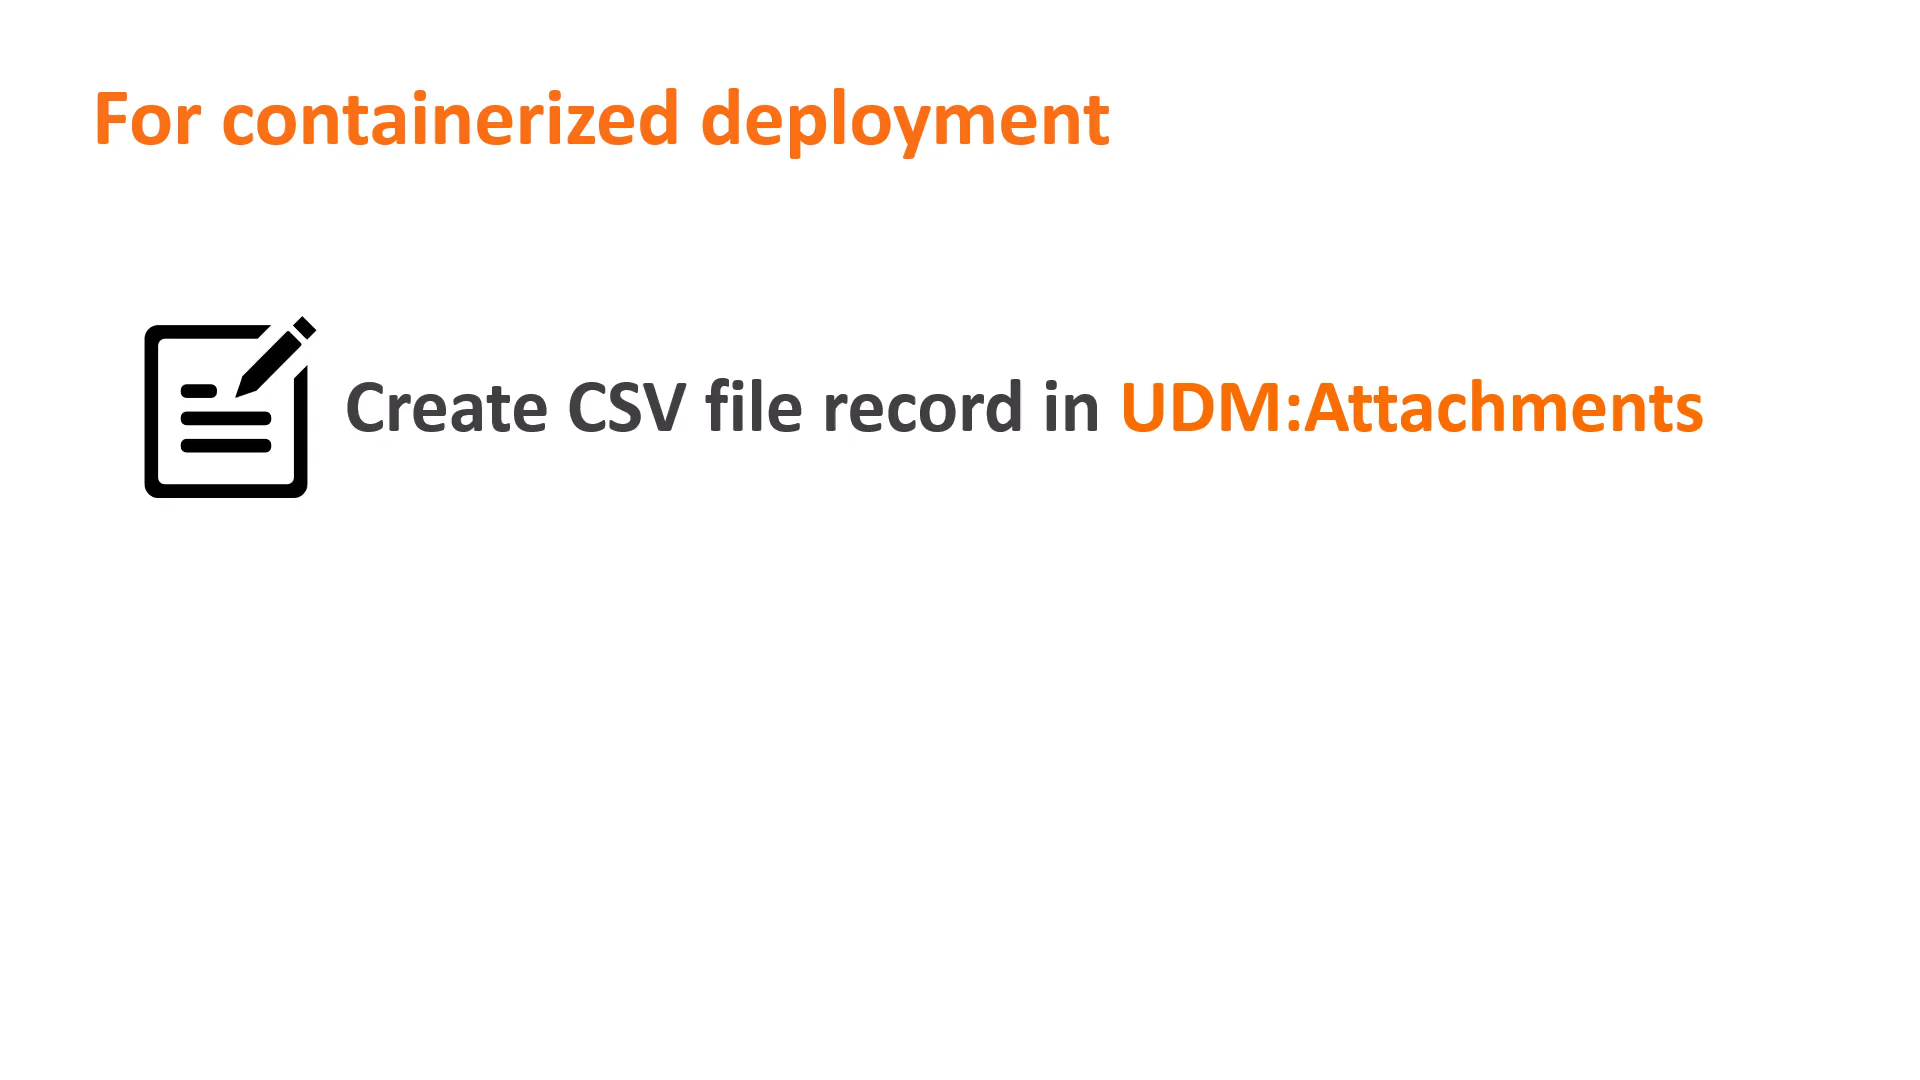 For containerized deployment
Create CSV file record in UDM:Attachments